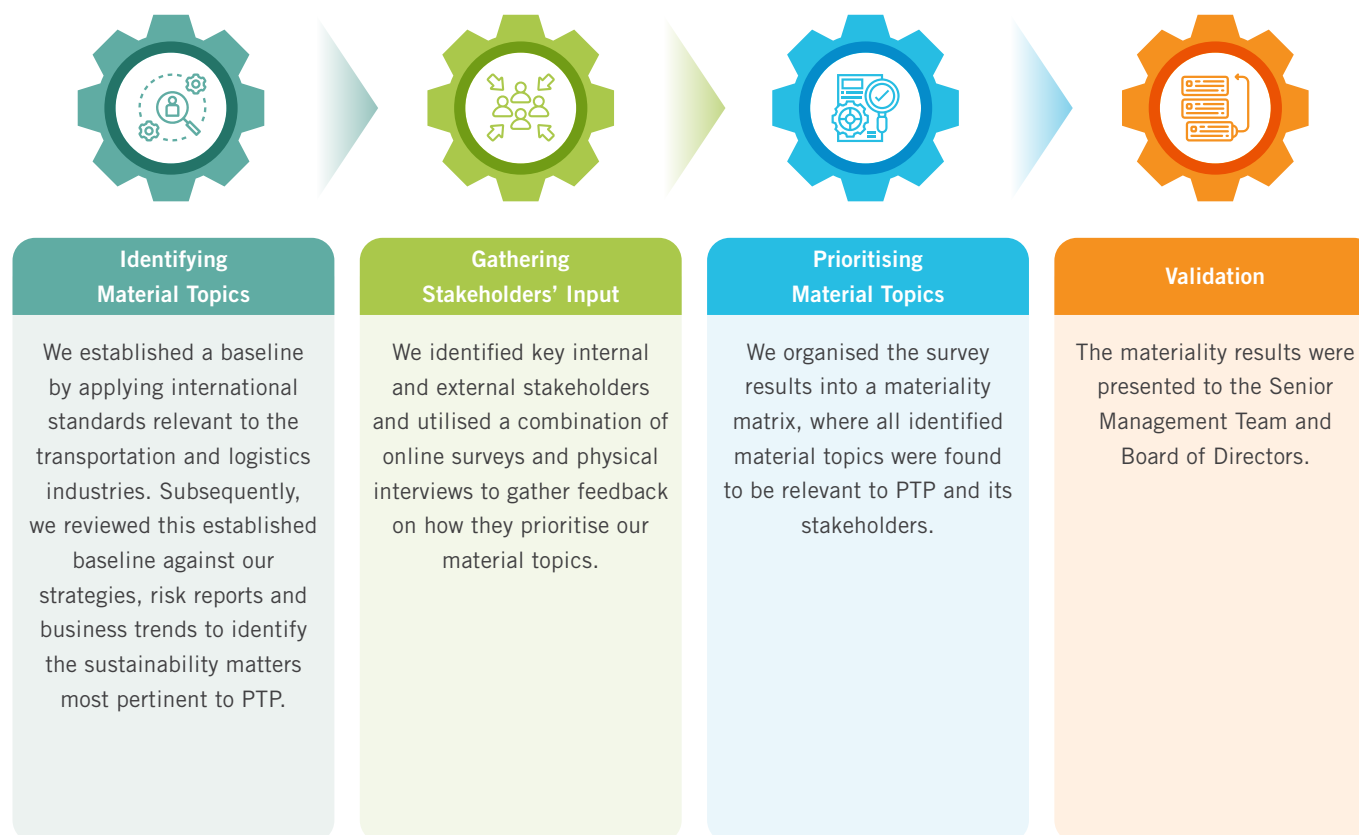 Identifying
Material Topics
We established a baseline
by applying international
standards relevant to the
transportation and logistics
industries. Subsequently,
we reviewed this established
baseline against our
strategies, risk reports and
business trends to identify
the sustainability matters
most pertinent to PTP.
Gathering
Stakeholders’ Input
We identified key internal
and external stakeholders
and utilised a combination of
online surveys and physical
interviews to gather feedback
on how they prioritise our
material topics.
Prioritising
Material Topics
We organised the survey
results into a materiality
matrix, where all identified
material topics were found
to be relevant to PTP and its
stakeholders.
Validation
The materiality results were
presented to the Senior
Management Team and
Board of Directors.